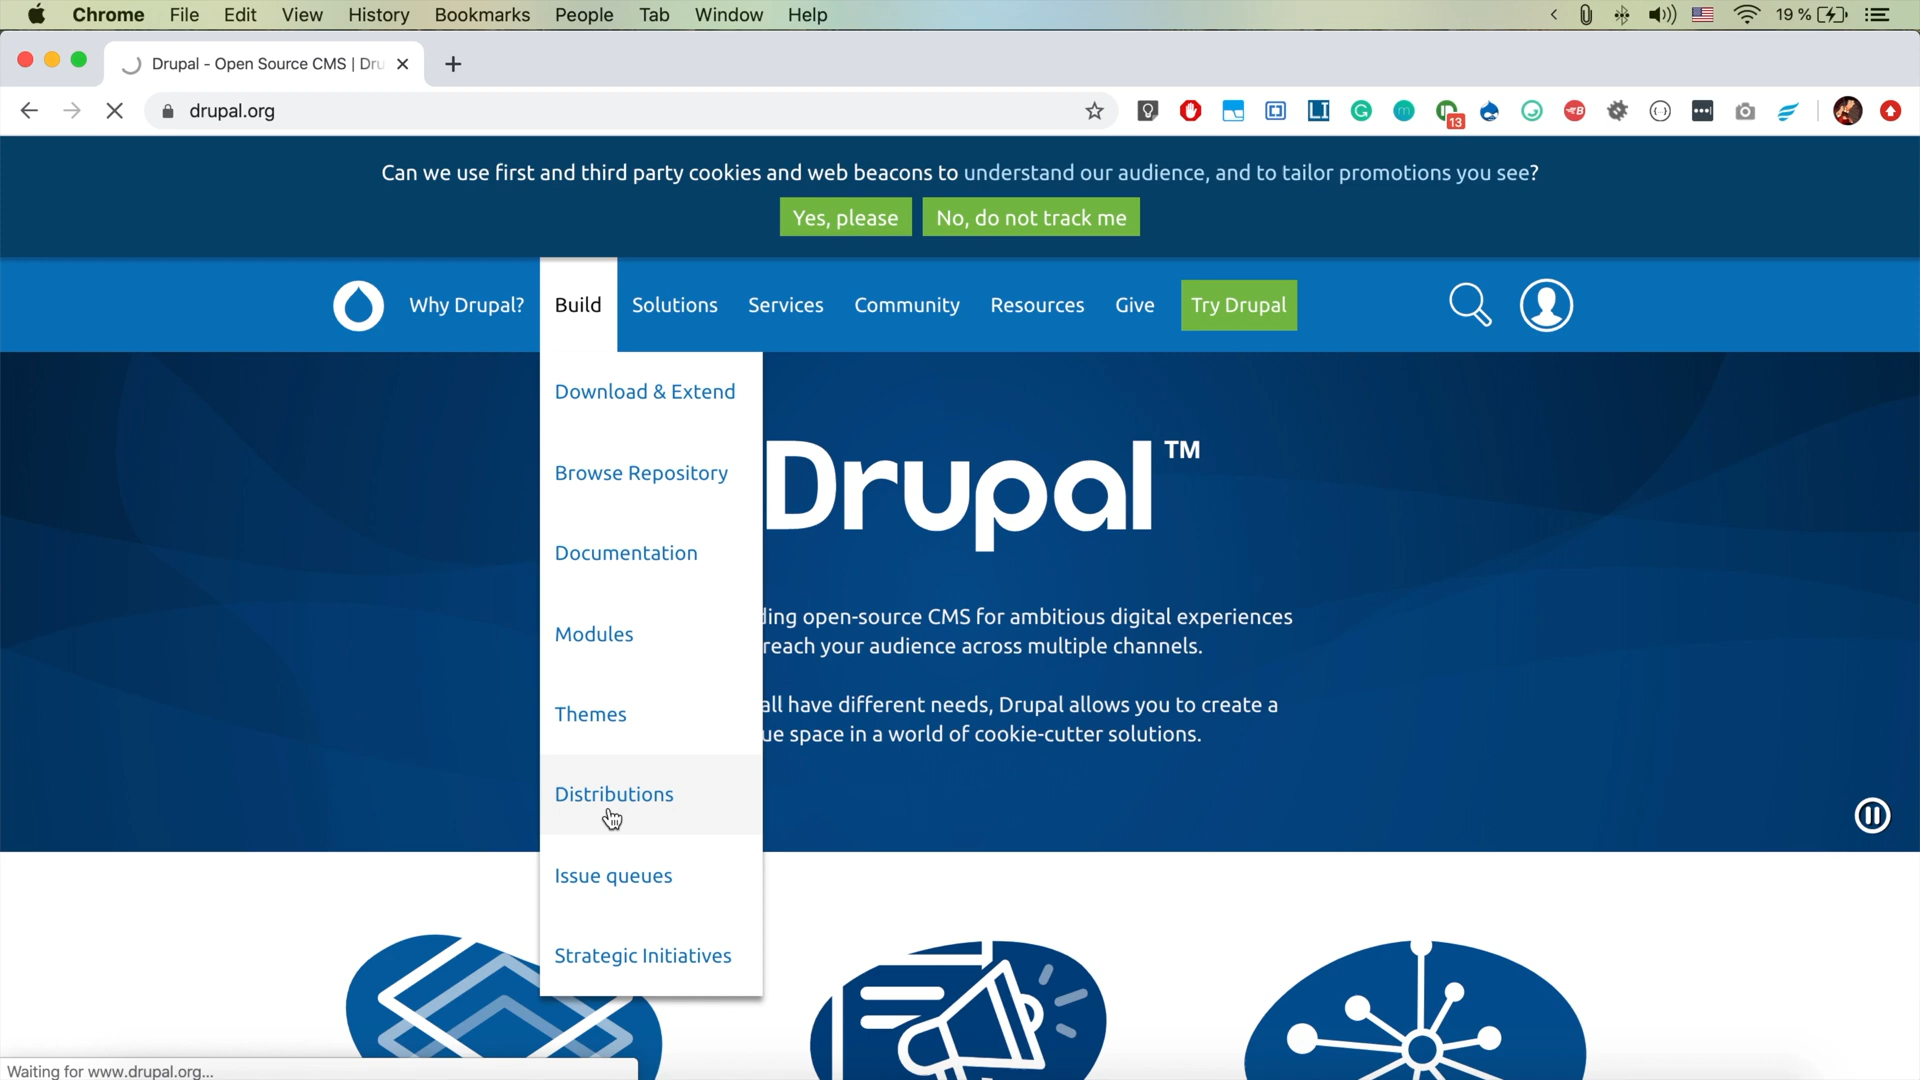 Chrome File Edit View History Bookmarks People Tab Window Help
19 %
Drupal - Open Source CMS | Dru
drupal.org
13
Can we use first and third party cookies and web beacons to understand our audience, and to tailor promotions you see?
Yes, please
No, do not track me
Why Drupal? Build Solutions Services Community Resources Give Try Drupal
Download & Extend
Browse Repository
Documentation
Modules
Themes
Distributions
Issue queues
Strategic Initiatives
Drupal™
ding open-source CMS for ambitious digital experiences
reach your audience across multiple channels.
all have different needs, Drupal allows you to create a
ue space in a world of cookie-cutter solutions.
Waiting for www.drupal.org...